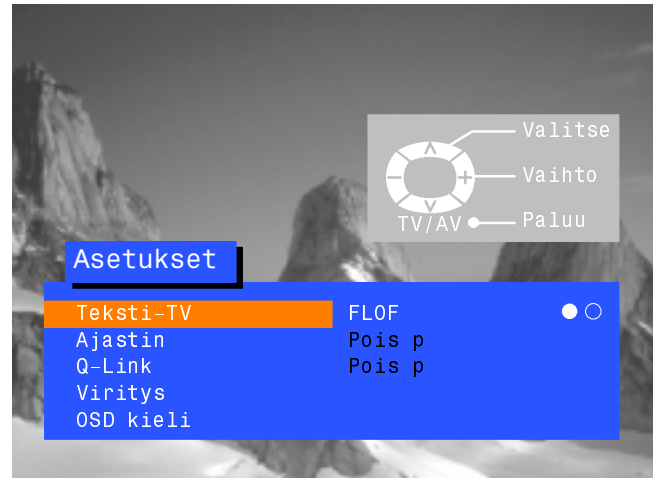 Valitse
Vaihto
TV/AV Paluu
Asetukset
Teksti-TV FLOF
Ajastin Pois p
Q-Link Pois p
Viritys
OSD kieli